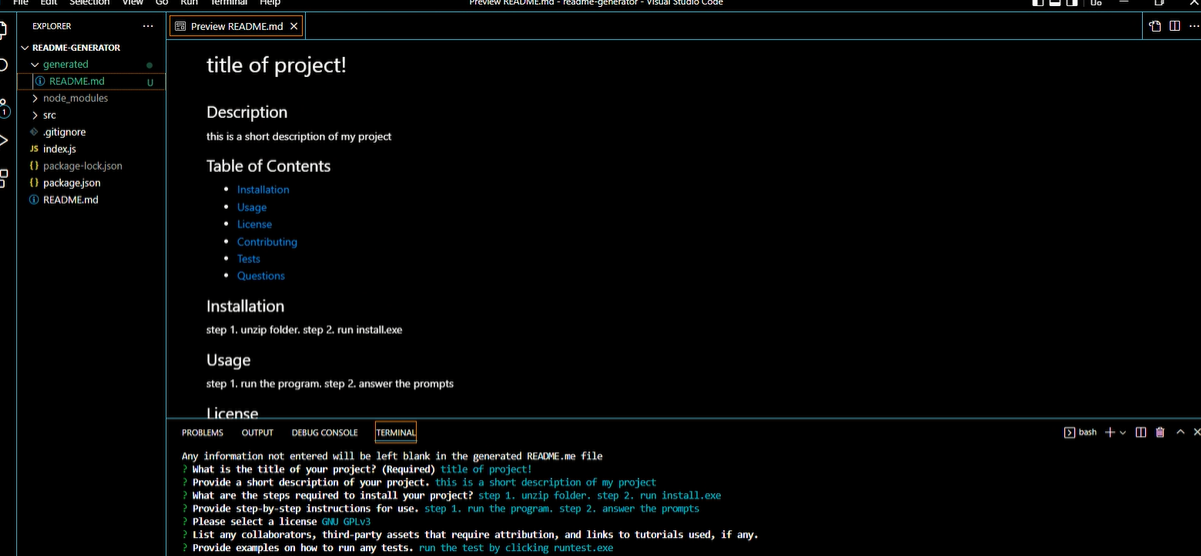 File Edit Selection View Go Run Terminal Help
Preview README.md - readme-generator - Visual Studio Code
EXPLORER
Preview README.md
README-GENERATOR
generated
README.md U
node_modules
src
.gitignore
JS index.js
{} package-lock.json
{} package.json
README.md
1
title of project!
Description
this is a short description of my project
Table of Contents
Installation
Usage
License
Contributing
Tests
Questions
Installation
step 1. unzip folder. step 2. run install.exe
Usage
step 1. run the program. step 2. answer the prompts
License
PROBLEMS OUTPUT DEBUG CONSOLE TERMINAL
bash
Any information not entered will be left blank in the generated README.me file
? What is the title of your project? (Required) title of project!
? Provide a short description of your project. this is a short description of my project
? What are the steps required to install your project? step 1. unzip folder. step 2. run install.exe
? Provide step-by-step instructions for use. step 1. run the program. step 2. answer the prompts
? Please select a license GNU GPLv3
? List any collaborators, third-party assets that require attribution, and links to tutorials used, if any.
? Provide examples on how to run any tests. run the test by clicking runtest.exe